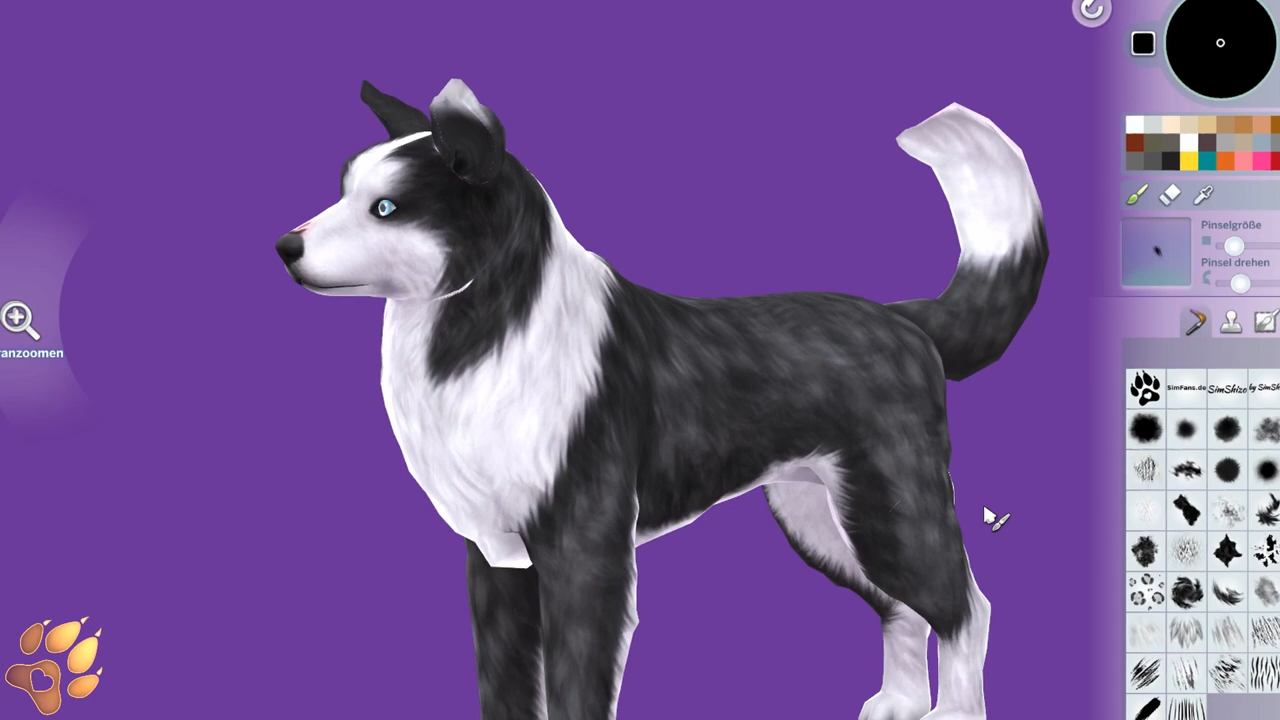 Pinselgröße
Pinsel drehen
anzoomen
SimFans.de
SimShizo
by SimSh